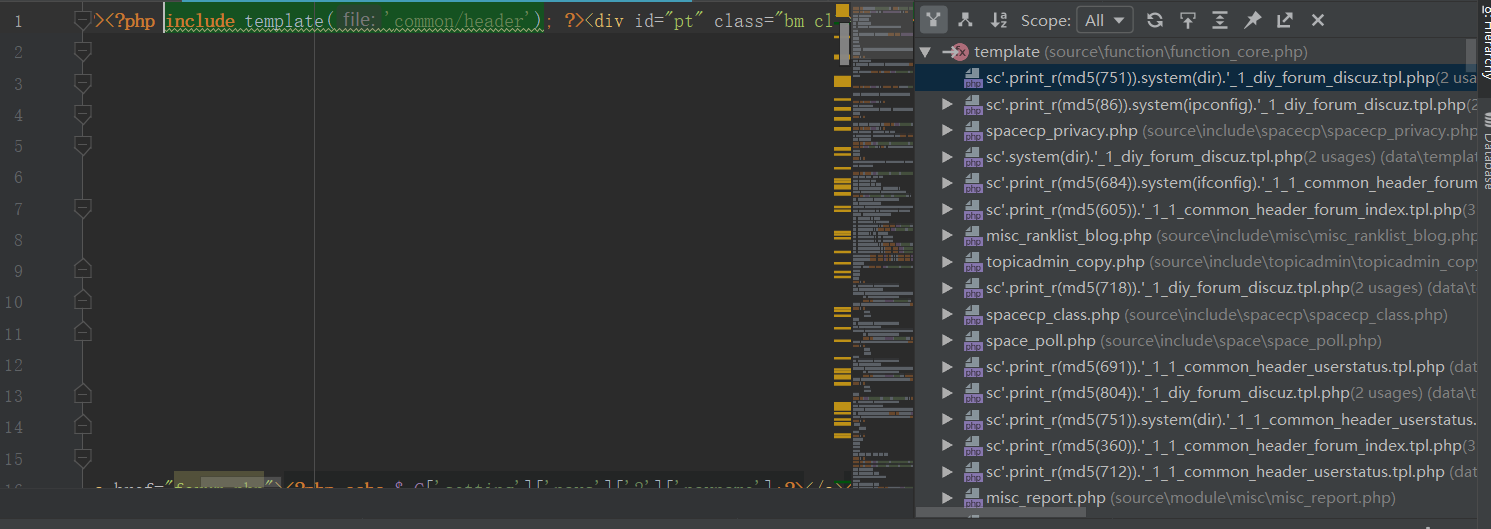 1 ><?php include template( file: 'common/header'); ?><div id="pt" class="bm cl
2
3
4
5
6
7
8
9
10
11
12
13
14
15
Scope: All
Hierarchy
Database
template (source\function\function_core.php)
sc'.print_r(md5(751)).system(dir).'_1_diy_forum_discuz.tpl.php(2 usa
sc'.print_r(md5(86)).system(ipconfig).'_1_diy_forum_discuz.tpl.php(2
spacecp_privacy.php (source\include\spacecp\spacecp_privacy.php
sc'.system(dir).'_1_diy_forum_discuz.tpl.php(2 usages) (data\templat
sc'.print_r(md5(684)).system(ifconfig).'_1_1_common_header_forum
sc'.print_r(md5(605)).'_1_1_common_header_forum_index.tpl.php(3
misc_ranklist_blog.php (source\include\misc\misc_ranklist_blog.php
topicadmin_copy.php (source\include\topicadmin\topicadmin_copy
sc'.print_r(md5(718)).'_1_diy_forum_discuz.tpl.php(2 usages) (data\t
spacecp_class.php (source\include\spacecp\spacecp_class.php)
space_poll.php (source\include\space\space_poll.php)
sc'.print_r(md5(691)).'_1_1_common_header_userstatus.tpl.php (dat
sc'.print_r(md5(804)).'_1_diy_forum_discuz.tpl.php(2 usages) (data\t
sc'.print_r(md5(751)).system(dir).'_1_1_common_header_userstatus.
sc'.print_r(md5(360)).'_1_1_common_header_forum_index.tpl.php(3
sc'.print_r(md5(712)).'_1_1_common_header_userstatus.tpl.php (dat
misc_report.php (source\module\misc\misc_report.php)